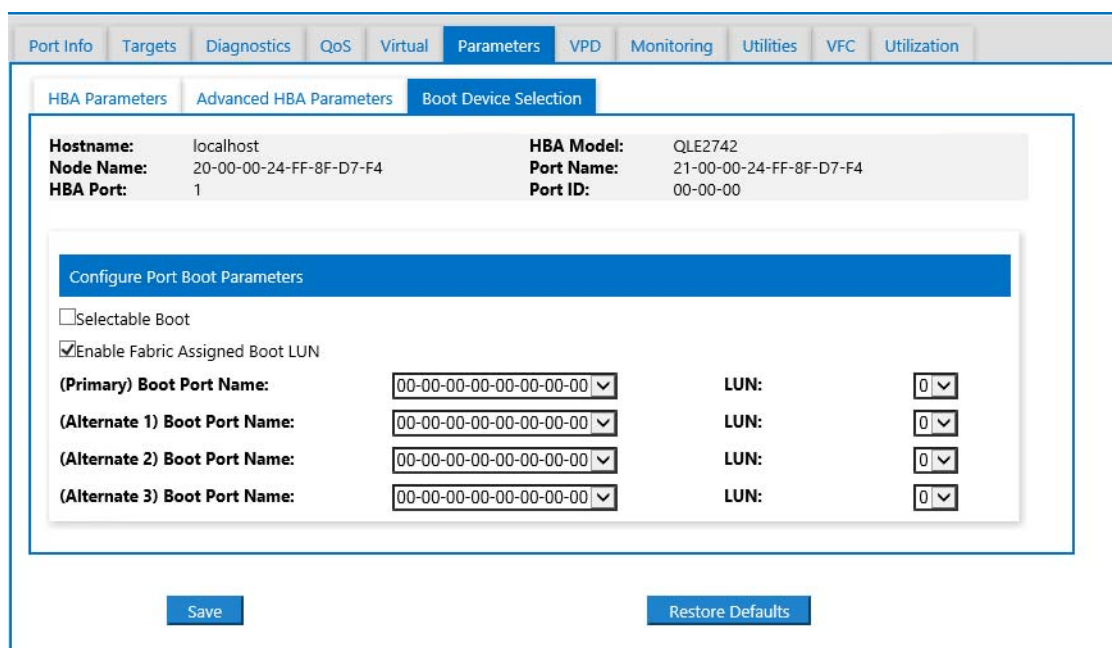 Port Info Targets Diagnostics QoS Virtual Parameters VPD Monitoring Utilities VFC Utilization
HBA Parameters Advanced HBA Parameters Boot Device Selection
Hostname: localhost HBA Model: QLE2742
Node Name: 20-00-00-24-FF-8F-D7-F4 Port Name: 21-00-00-24-FF-8F-D7-F4
HBA Port: 1 Port ID: 00-00-00
Configure Port Boot Parameters
Selectable Boot
Enable Fabric Assigned Boot LUN
(Primary) Boot Port Name: 00-00-00-00-00-00-00-00 LUN: 0
(Alternate 1) Boot Port Name: 00-00-00-00-00-00-00-00 LUN: 0
(Alternate 2) Boot Port Name: 00-00-00-00-00-00-00-00 LUN: 0
(Alternate 3) Boot Port Name: 00-00-00-00-00-00-00-00 LUN: 0
Save Restore Defaults